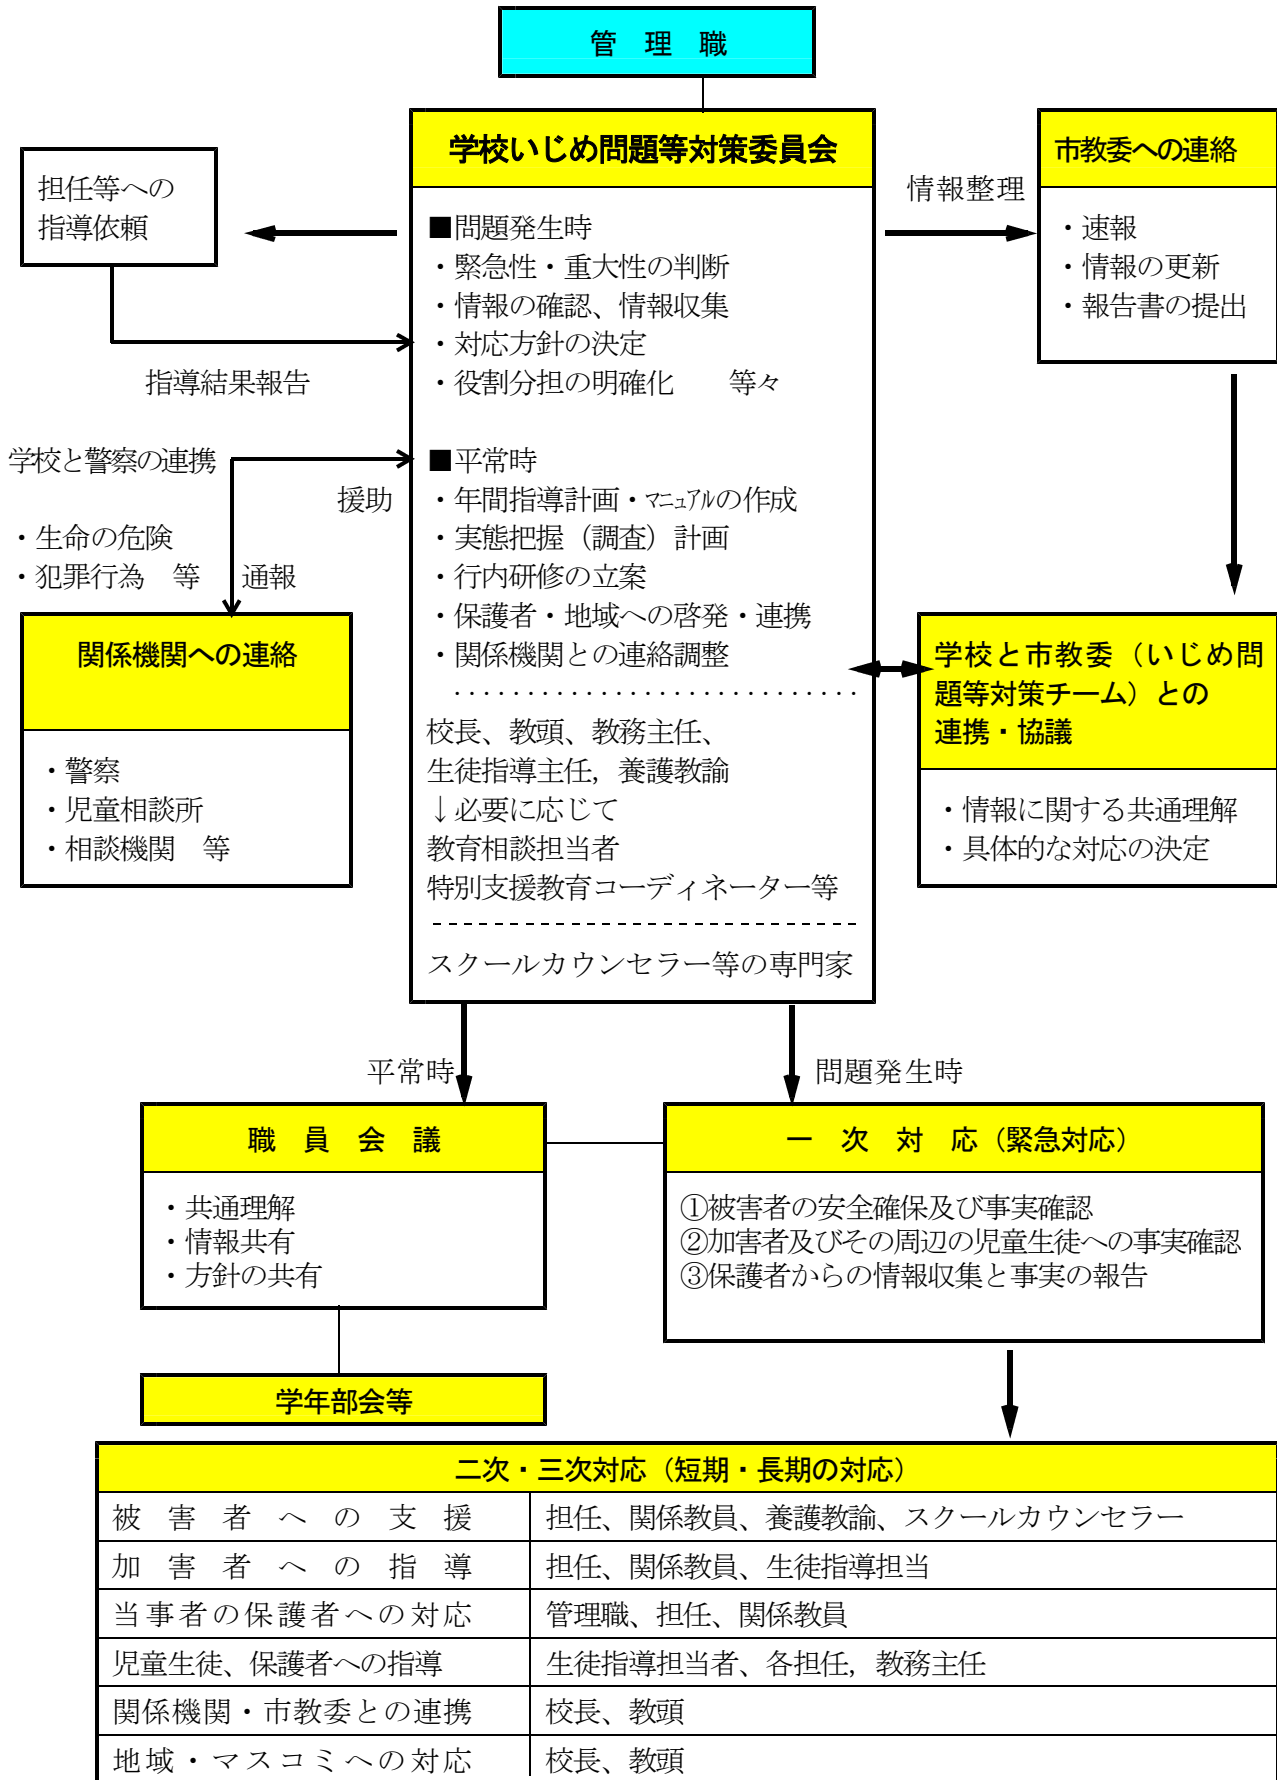 管　理　職
学校いじめ問題等対策委員会
市教委への連絡
担任等への
指導依頼
情報整理
■問題発生時
・緊急性・重大性の判断
・情報の確認、情報収集
・対応方針の決定
・役割分担の明確化　　等々
・速報
・情報の更新
・報告書の提出
指導結果報告
学校と警察の連携
援助
・生命の危険
・犯罪行為　等
通報
■平常時
・年間指導計画・ﾏﾆｭｱﾙの作成
・実態把握（調査）計画
・行内研修の立案
・保護者・地域への啓発・連携
・関係機関との連絡調整
関係機関への連絡
・警察
・児童相談所
・相談機関　等
学校と市教委（いじめ問
題等対策チーム）との
連携・協議
・情報に関する共通理解
・具体的な対応の決定
校長、教頭、教務主任、
生徒指導主任，養護教諭
↓必要に応じて
教育相談担当者
特別支援教育コーディネーター等
スクールカウンセラー等の専門家
平常時
問題発生時
職　員　会　議
・共通理解
・情報共有
・方針の共有
一　次　対　応（緊急対応）
①被害者の安全確保及び事実確認
②加害者及びその周辺の児童生徒への事実確認
③保護者からの情報収集と事実の報告
学年部会等
二次・三次対応（短期・長期の対応）
被害者への支援　担任、関係教員、養護教諭、スクールカウンセラー
加害者への指導　担任、関係教員、生徒指導担当
当事者の保護者への対応　管理職、担任、関係教員
児童生徒、保護者への指導　生徒指導担当者、各担任，教務主任
関係機関・市教委との連携　校長、教頭
地域・マスコミへの対応　校長、教頭